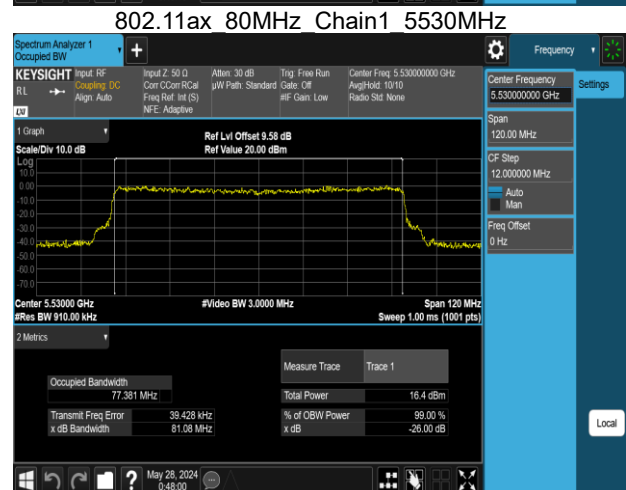 802.11ax_80MHz_Chain1_5530MHz
Spectrum Analyzer 1
Occupied BW
+
Frequency
KEYSIGHT
RL
LXI
Input: RF
Coupling: DC
Align: Auto
Input Z: 50 Ω
Corr CCorr RCal
Freq Ref: Int (S)
NFE: Adaptive
Atten: 30 dB
µW Path: Standard
Trig: Free Run
Gate: Off
#IF Gain: Low
Center Freq: 5.530000000 GHz
Avg|Hold: 10/10
Radio Std: None
Center Frequency
5.530000000 GHz
Settings
Span
120.00 MHz
CF Step
12.000000 MHz
Auto
Man
Freq Offset
0 Hz
Local
1 Graph
Scale/Div 10.0 dB
Ref Lvl Offset 9.58 dB
Ref Value 20.00 dBm
Log
10.0
0.00
-10.0
-20.0
-30.0
-40.0
-50.0
-60.0
-70.0
Center 5.53000 GHz
#Video BW 3.0000 MHz
Span 120 MHz
#Res BW 910.00 kHz
Sweep 1.00 ms (1001 pts)
2 Metrics
Measure Trace
Trace 1
Occupied Bandwidth
77.381 MHz
Total Power
16.4 dBm
Transmit Freq Error
39.428 kHz
% of OBW Power
99.00 %
x dB Bandwidth
81.08 MHz
x dB
-26.00 dB
?
May 28, 2024
0:48:00